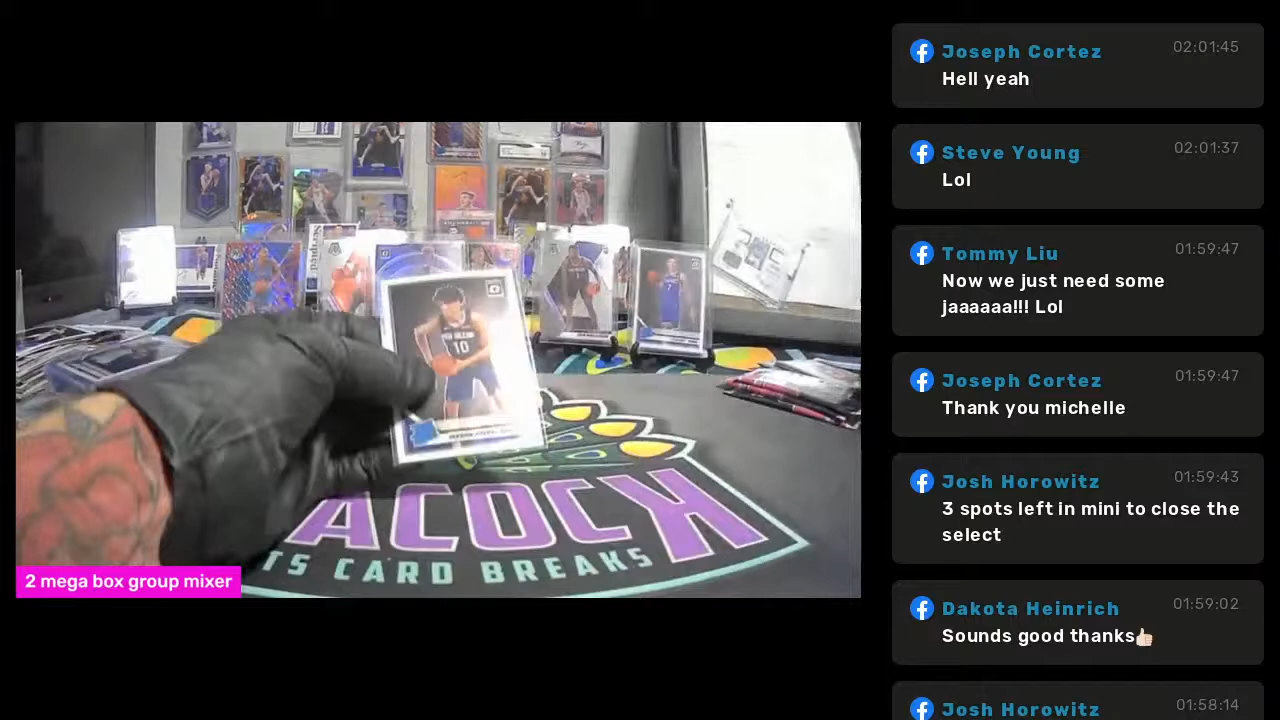 Joseph Cortez 02:01:45
Hell yeah
Steve Young 02:01:37
Lol
Tommy Liu 01:59:47
Now we just need some
jaaaaaa!!! Lol
Joseph Cortez 01:59:47
Thank you michelle
Josh Horowitz 01:59:43
3 spots left in mini to close the
select
Dakota Heinrich 01:59:02
Sounds good thanks👍🏻
Josh Horowitz 01:58:14
10
7
ACOCK
TS CARD BREAKS
2 mega box group mixer